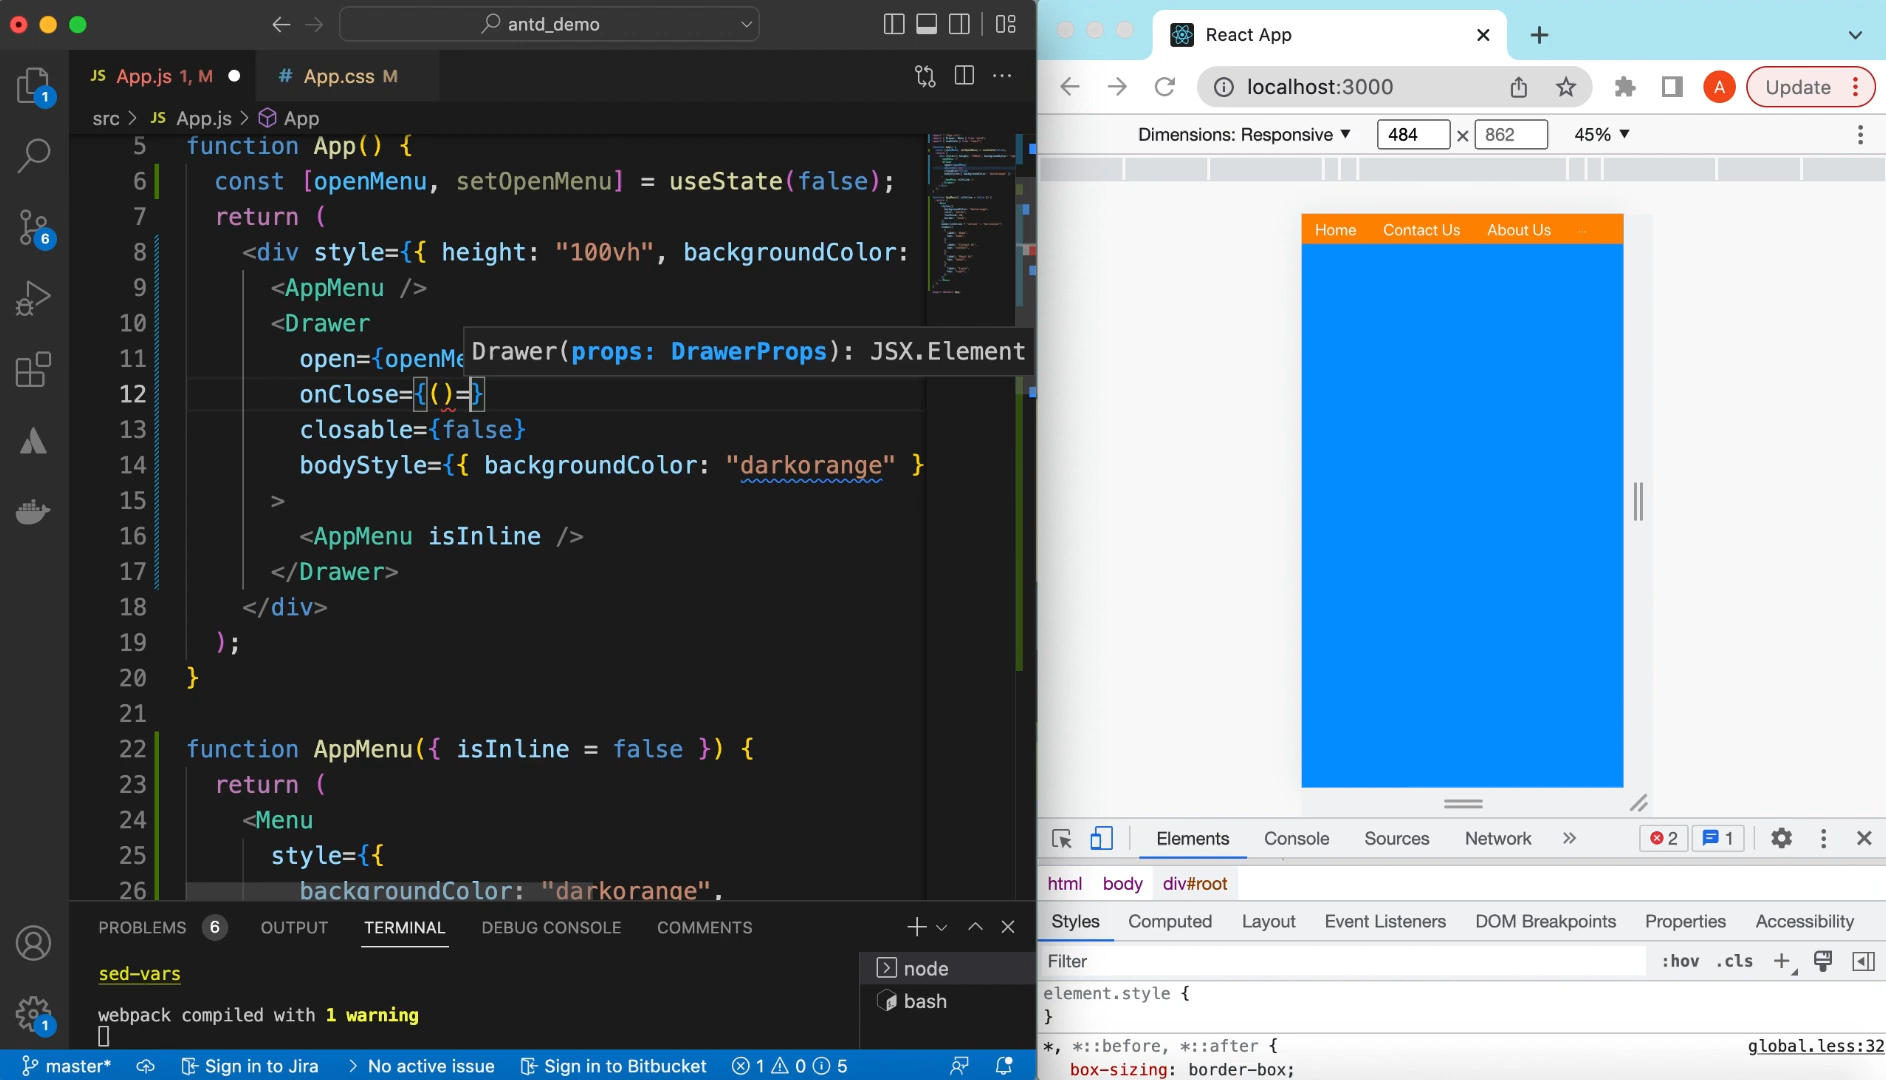 antd_demo
JS App.js 1, M
# App.css M
src > JS App.js > App
5 function App() {
6 const [openMenu, setOpenMenu] = useState(false);
7 return (
8 <div style={{ height: "100vh", backgroundColor:
9 <AppMenu />
10 <Drawer
Drawer(props: DrawerProps): JSX.Element
11 open={openMe
12 onClose={()=}
13 closable={false}
14 bodyStyle={{ backgroundColor: "darkorange" }
15 >
16 <AppMenu isInline />
17 </Drawer>
18 </div>
19 );
20 }
21
22 function AppMenu({ isInline = false }) {
23 return (
24 <Menu
25 style={{
26 backgroundColor: "darkorange",
1
6
1
PROBLEMS 6 OUTPUT TERMINAL DEBUG CONSOLE COMMENTS
sed-vars
webpack compiled with 1 warning
node
bash
master* Sign in to Jira > No active issue Sign in to Bitbucket 1 0 5
React App
localhost:3000
A
Update
Dimensions: Responsive ▼ 484 × 862 45% ▼
Home Contact Us About Us ...
Elements Console Sources Network » 2 1
html body div#root
Styles Computed Layout Event Listeners DOM Breakpoints Properties Accessibility
Filter :hov .cls +
element.style {
}
*, *::before, *::after { global.less:32
box-sizing: border-box;